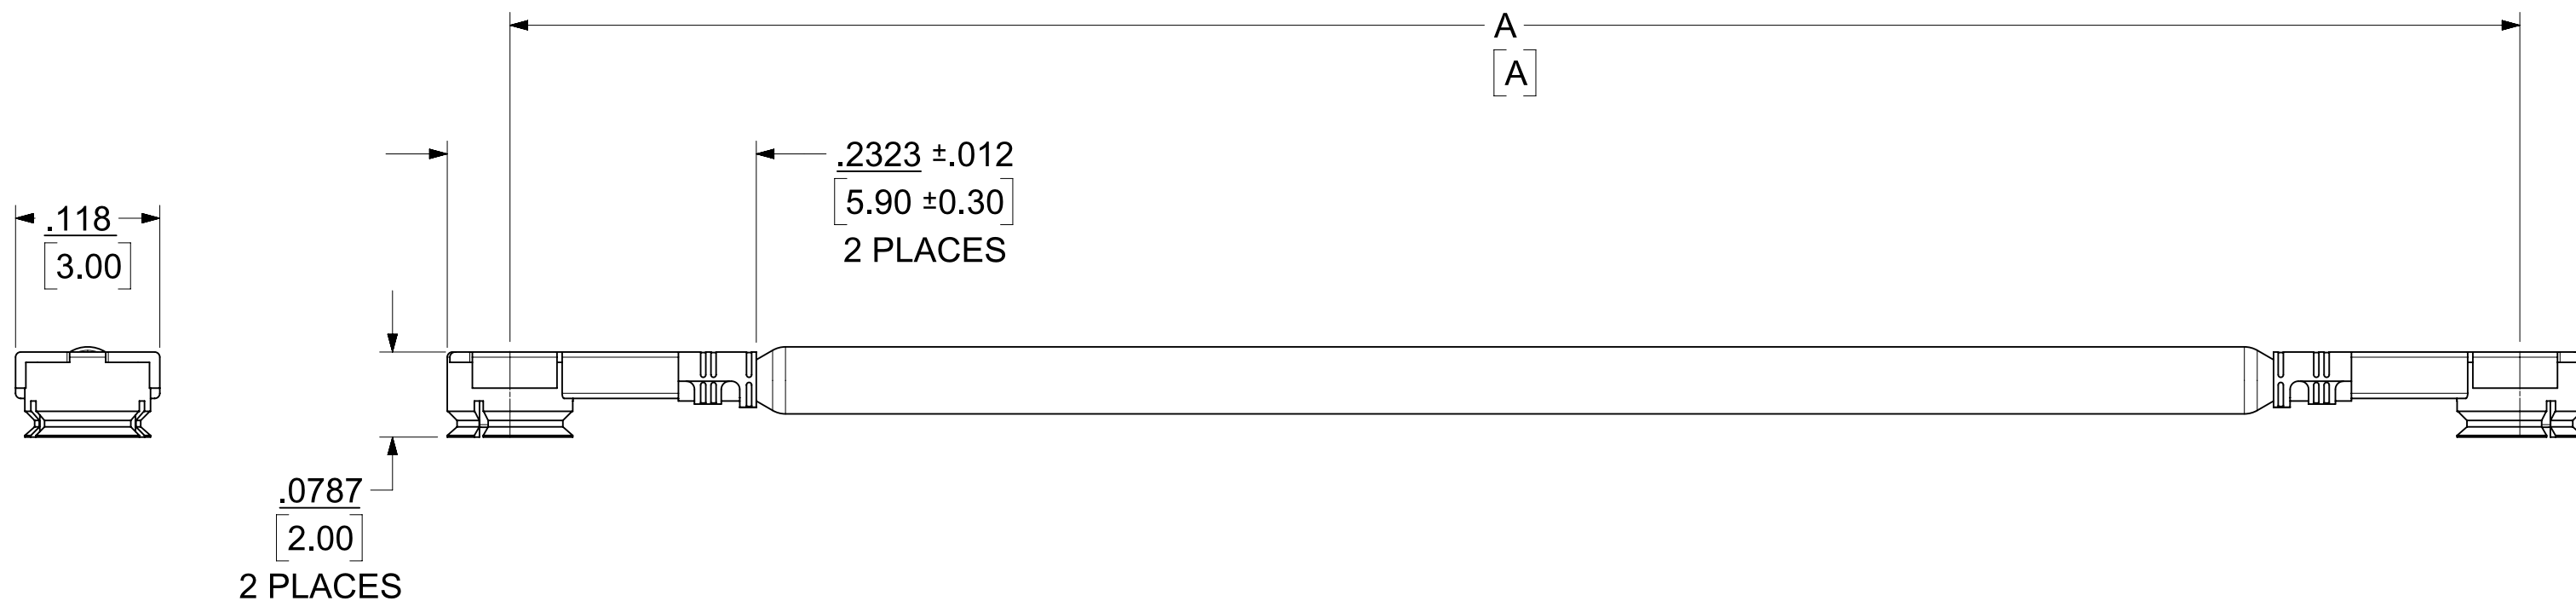 A
[A]
.2323 ±.012
[5.90 ±0.30]
2 PLACES
.118
[3.00]
.0787
[2.00]
2 PLACES